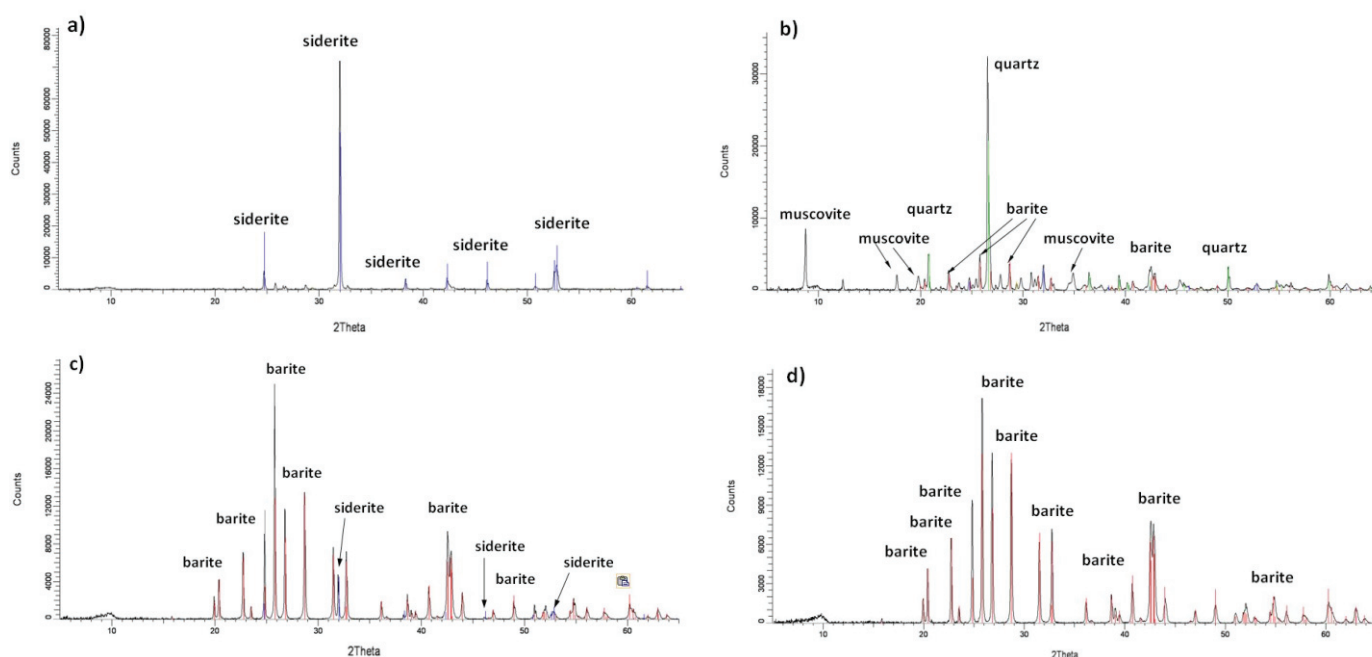 a)
siderite
siderite
siderite
siderite
siderite
Counts
0
10000
20000
30000
40000
50000
60000
70000
80000
10
20
30
40
50
60
2Theta
b)
quartz
muscovite
quartz
barite
muscovite
muscovite
barite
quartz
Counts
0
10000
20000
30000
10
20
30
40
50
60
2Theta
c)
barite
barite
barite
siderite
barite
barite
siderite
barite
siderite
Counts
0
4000
8000
12000
16000
20000
24000
10
20
30
40
50
60
2Theta
d)
barite
barite
barite
barite
barite
barite
barite
barite
barite
Counts
0
3000
6000
9000
12000
15000
18000
10
20
30
40
50
60
2Theta